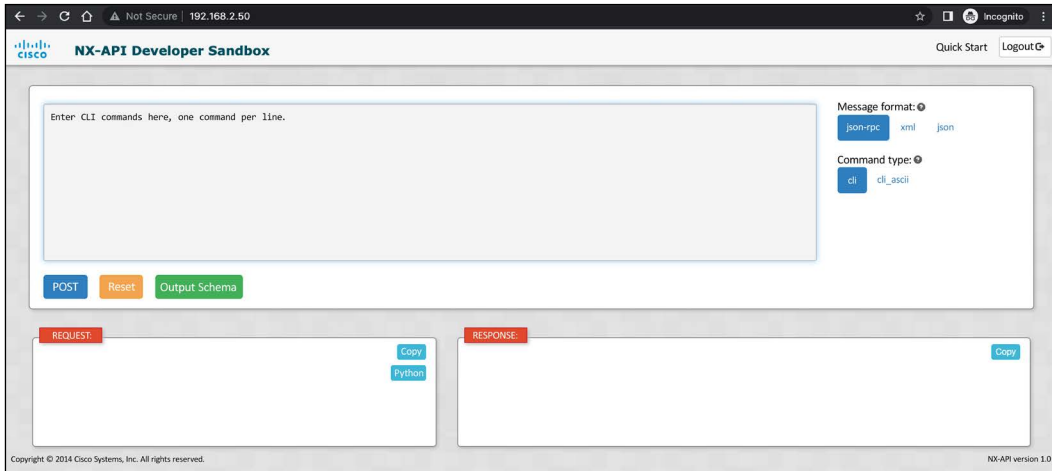 Not Secure | 192.168.2.50
Incognito
CISCO
NX-API Developer Sandbox
Quick Start
Logout
Enter CLI commands here, one command per line.
Message format:
json-rpc xml json
Command type:
cli cli_ascii
POST Reset Output Schema
REQUEST:
Copy
Python
RESPONSE:
Copy
Copyright © 2014 Cisco Systems, Inc. All rights reserved.
NX-API version 1.0